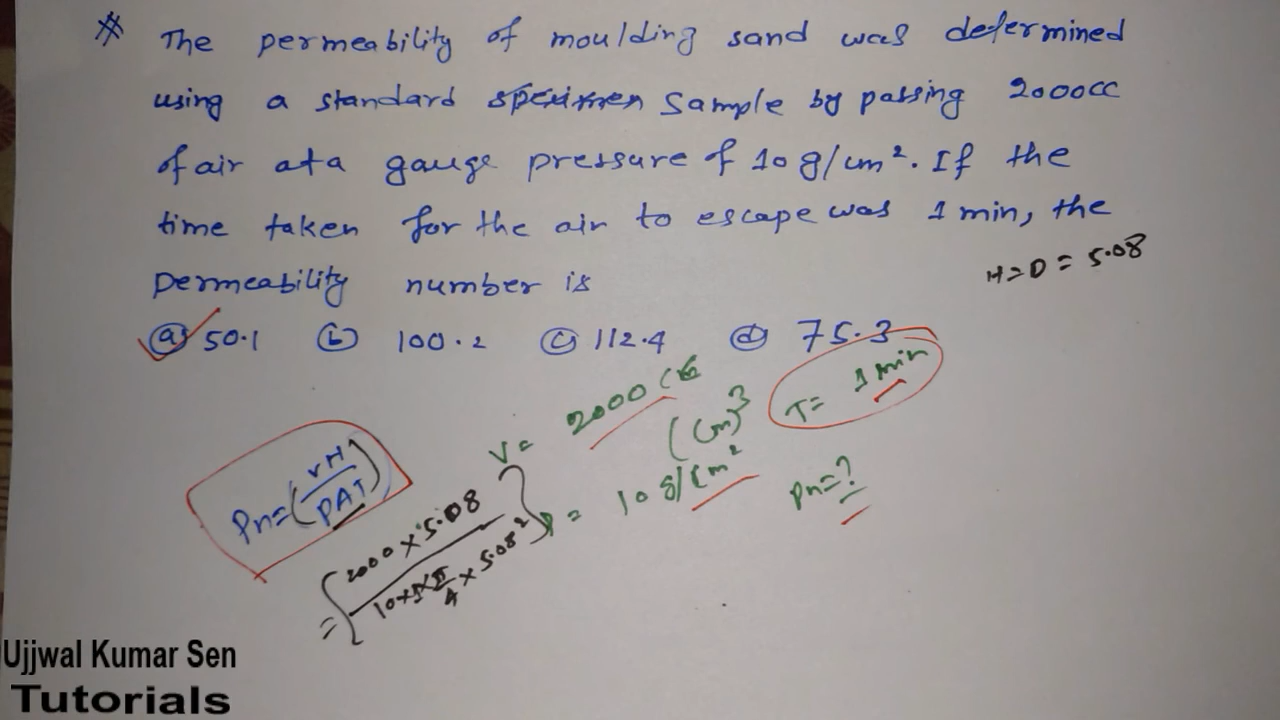 # The permeability of moulding sand was determined
using a standard specimen sample by passing 2000cc
of air at a gauge pressure of 10 g/cm². If the
time taken for the air to escape was 1 min, the
permeability number is
H=D = 5.08
(a) 50.1 (b) 100.2 (c) 112.4 (d) 75.3
V= 2000 cc
(cm)³
T= 1 min
Pn=(VH/PAT)
P = 10 g/cm²
Pn=?
={2000 × 5.08 / 10×1×π/4 × 5.08²}
Ujjwal Kumar Sen
Tutorials